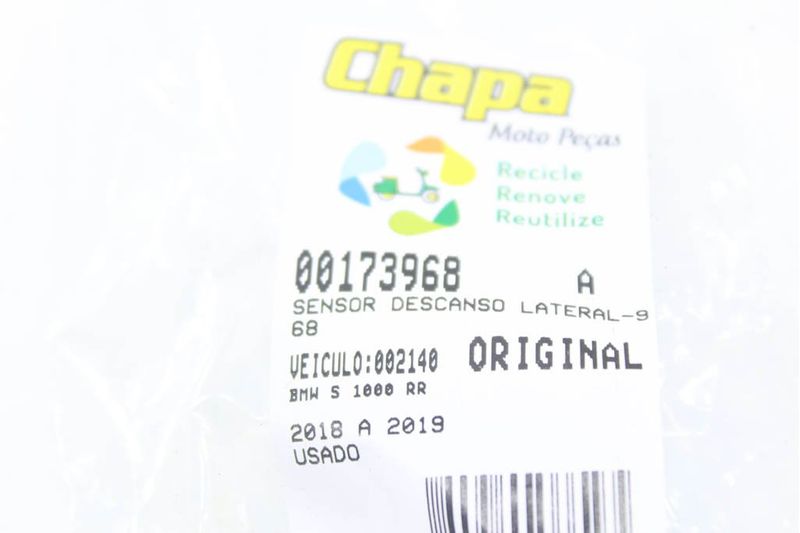 Chapa
Moto Peças
Recicle
Renove
Reutilize
00173968 A
SENSOR DESCANSO LATERAL-9
68
VEICULO:002140 ORIGINAL
BMW S 1000 RR
2018 A 2019
USADO